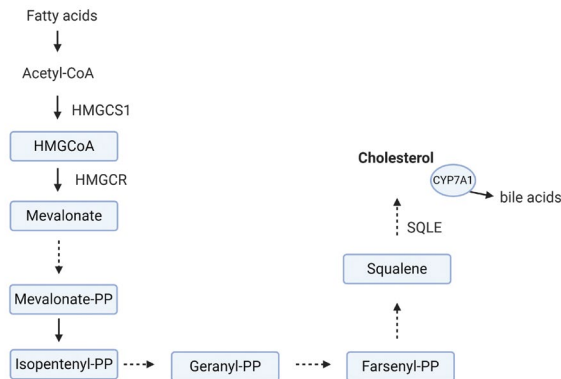 Fatty acids
Acetyl-CoA
HMGCS1
HMGCoA
HMGCR
Mevalonate
Mevalonate-PP
Isopentenyl-PP
Geranyl-PP
Farsenyl-PP
Squalene
SQLE
Cholesterol
CYP7A1
bile acids